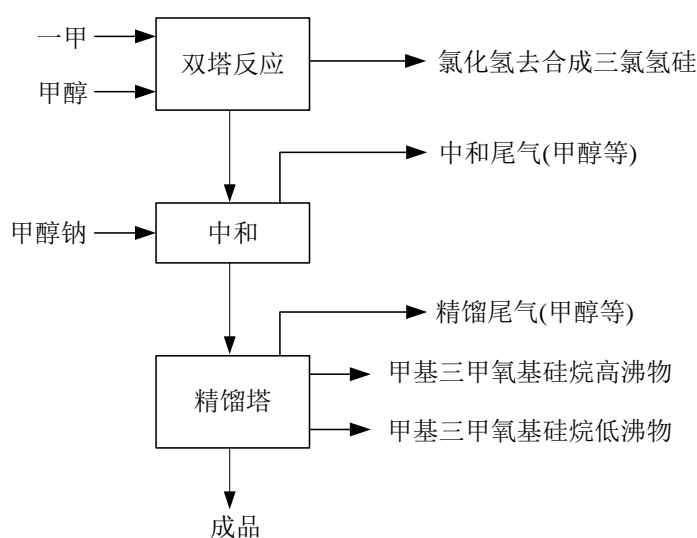 一甲
双塔反应
氯化氢去合成三氯氢硅
甲醇
中和尾气(甲醇等)
甲醇钠
中和
精馏尾气(甲醇等)
精馏塔
甲基三甲氧基硅烷高沸物
甲基三甲氧基硅烷低沸物
成品